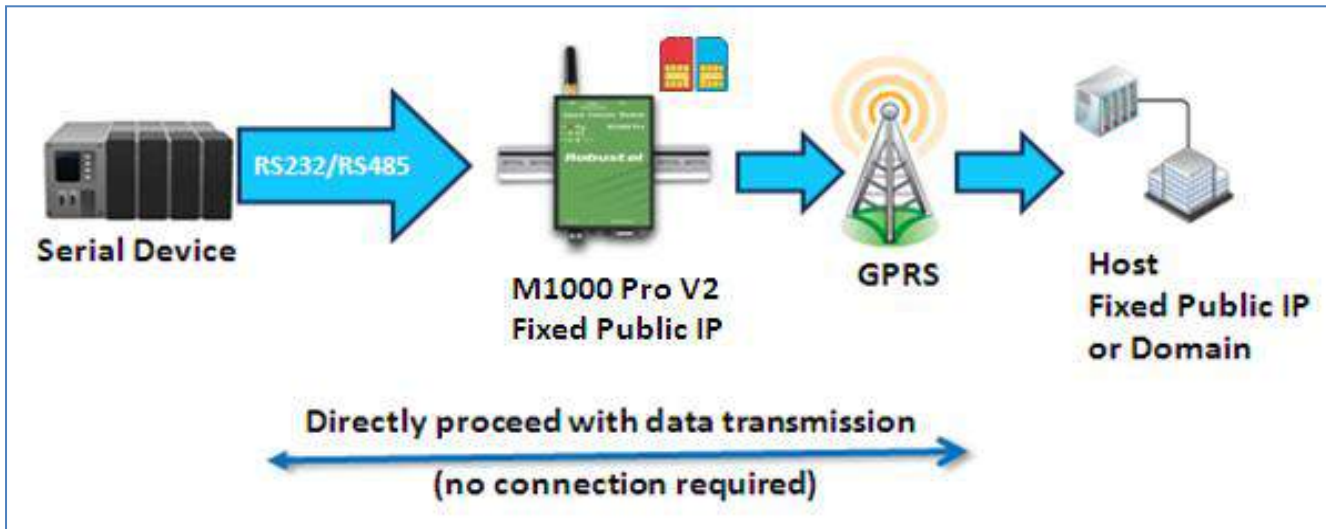 RS232/RS485
Robustel
Serial Device
M1000 Pro V2
Fixed Public IP
GPRS
Host
Fixed Public IP
or Domain
Directly proceed with data transmission
(no connection required)